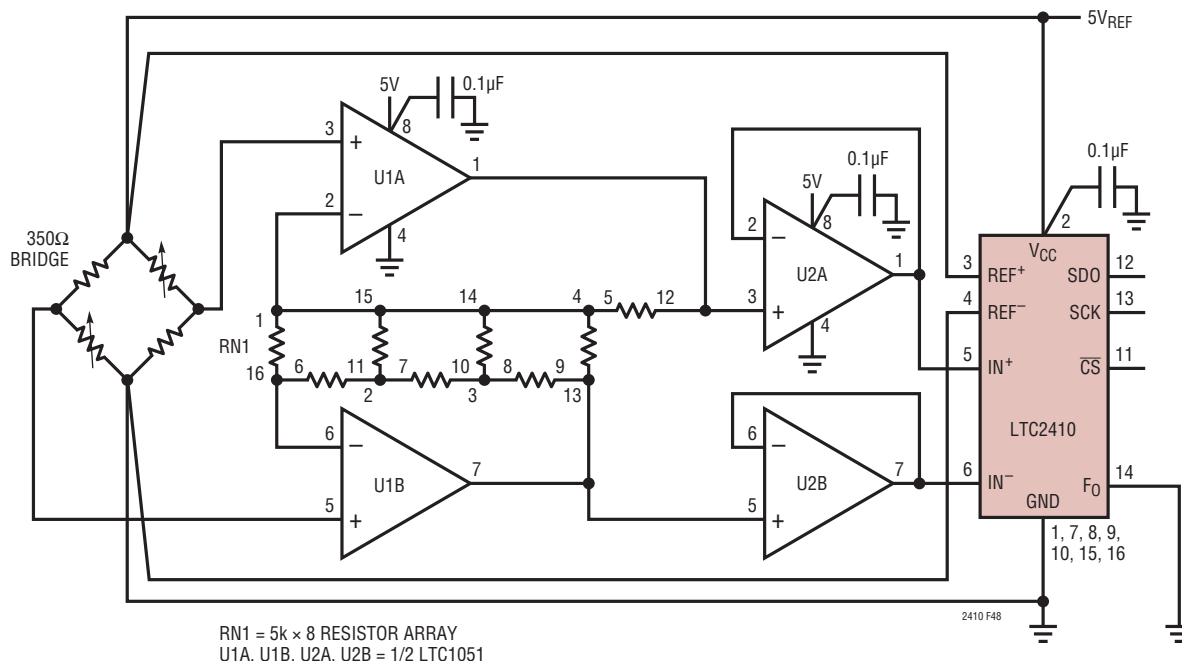 5VREF
5V
0.1µF
3
8
+
1
U1A
2
–
4
350Ω
BRIDGE
5V
0.1µF
2
–
8
U2A
1
3
+
4
0.1µF
2
VCC
3
REF+
SDO
12
4
REF–
SCK
13
5
IN+
CS
11
LTC2410
6
IN–
FO
14
GND
1, 7, 8, 9,
10, 15, 16
1
15
14
4
5
12
RN1
16
6
11
7
10
8
9
2
3
13
6
–
U1B
7
5
+
6
–
U2B
7
5
+
2410 F48
RN1 = 5k × 8 RESISTOR ARRAY
U1A, U1B, U2A, U2B = 1/2 LTC1051